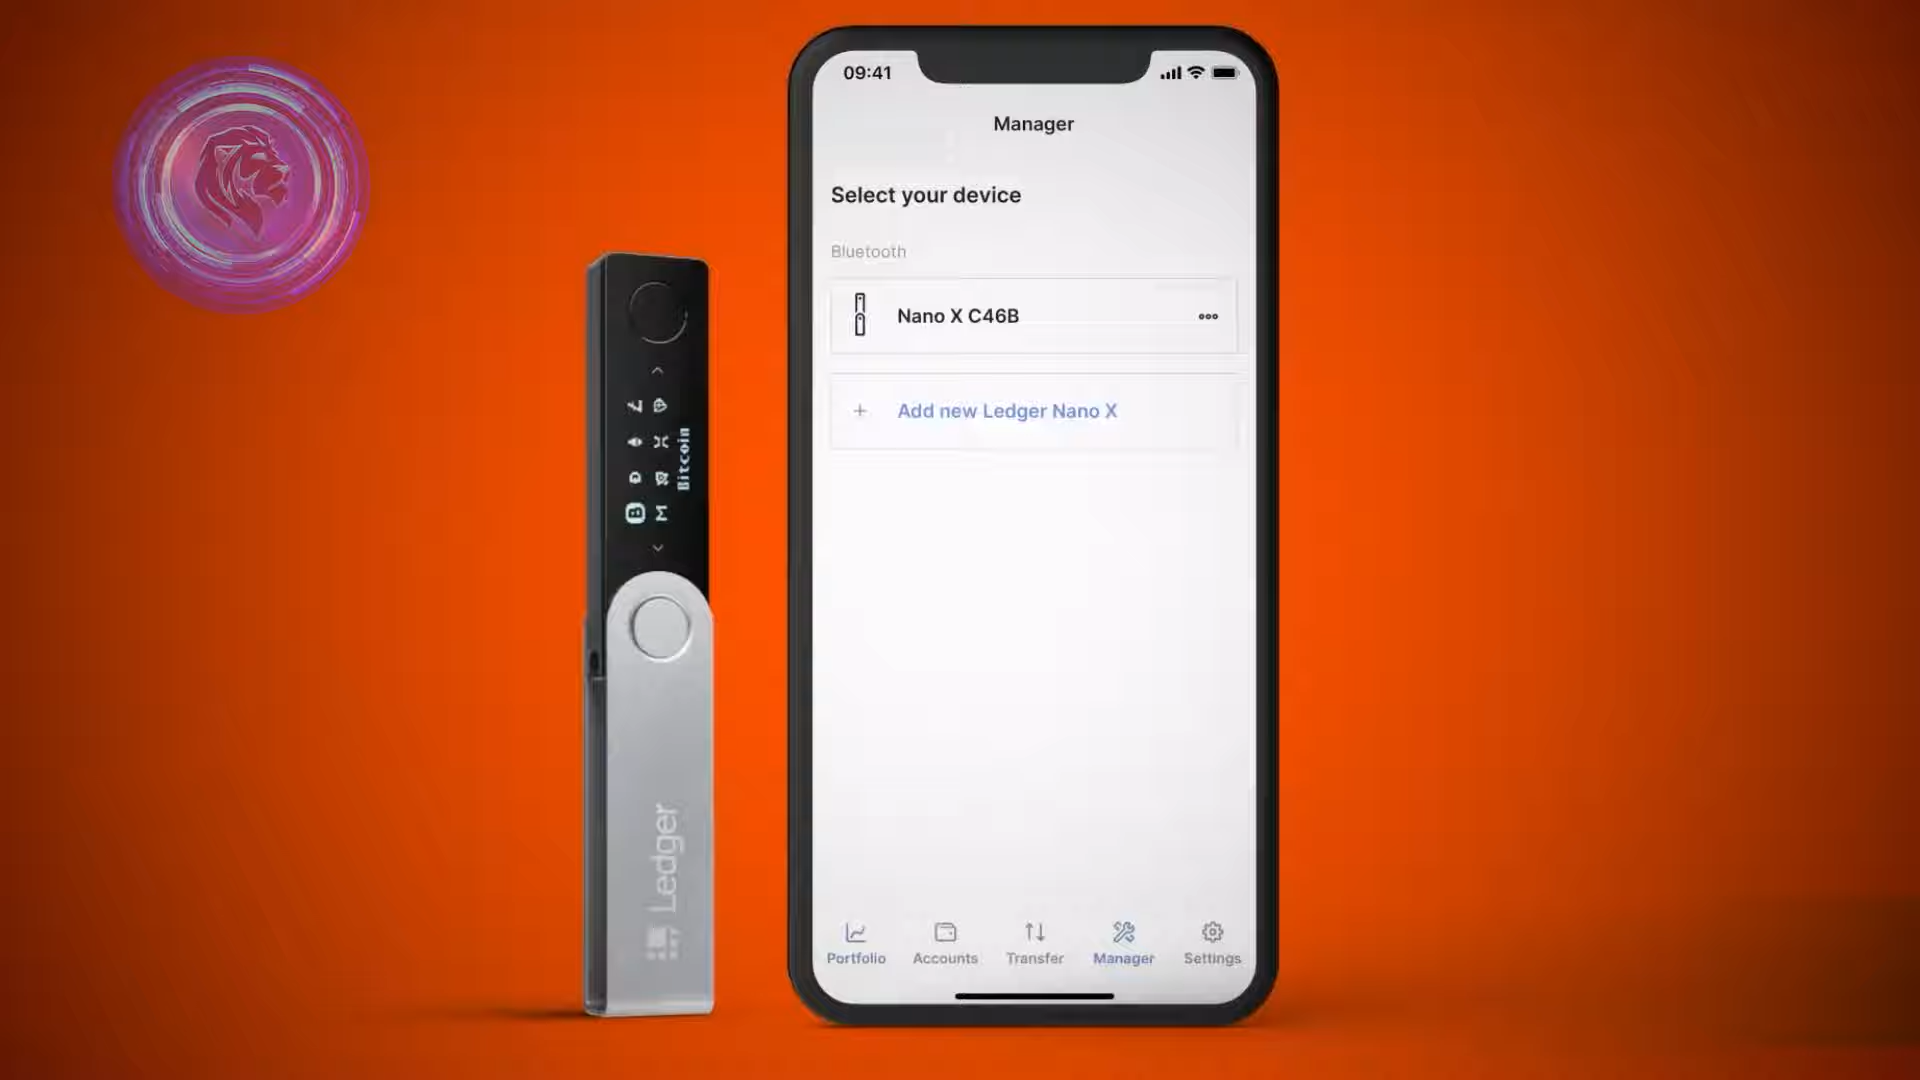 09:41
Manager
Select your device
Bluetooth
Nano X C46B
Add new Ledger Nano X
Portfolio
Accounts
Transfer
Manager
Settings
Bitcoin
Ledger